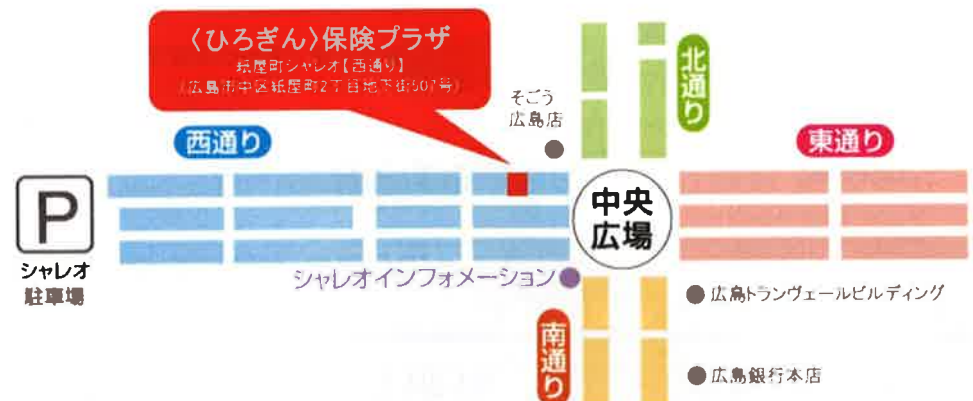 〈ひろぎん〉保険プラザ
紙屋町シャレオ【西通り】
広島市中区紙屋町2丁目地下街507号
そごう
広島店
北通り
西通り
東通り
P
中央
広場
シャレオ
駐車場
シャレオインフォメーション
広島トランヴェールビルディング
南通り
広島銀行本店